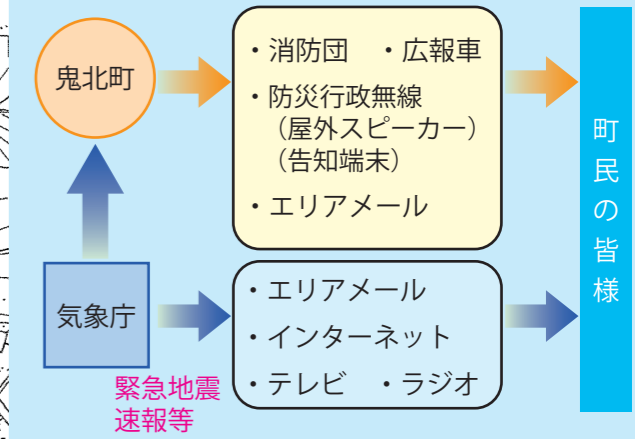 鬼北町
・消防団 ・広報車
・防災行政無線
（屋外スピーカー）
（告知端末）
・エリアメール
気象庁
緊急地震
速報等
・エリアメール
・インターネット
・テレビ ・ラジオ
町民の皆様